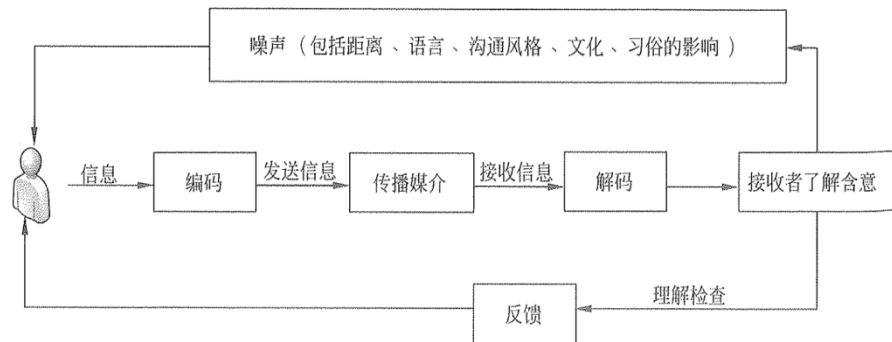 噪声（包括距离、语言、沟通风格、文化、习俗的影响）
信息
编码
发送信息
传播媒介
接收信息
解码
接收者了解含意
理解检查
反馈